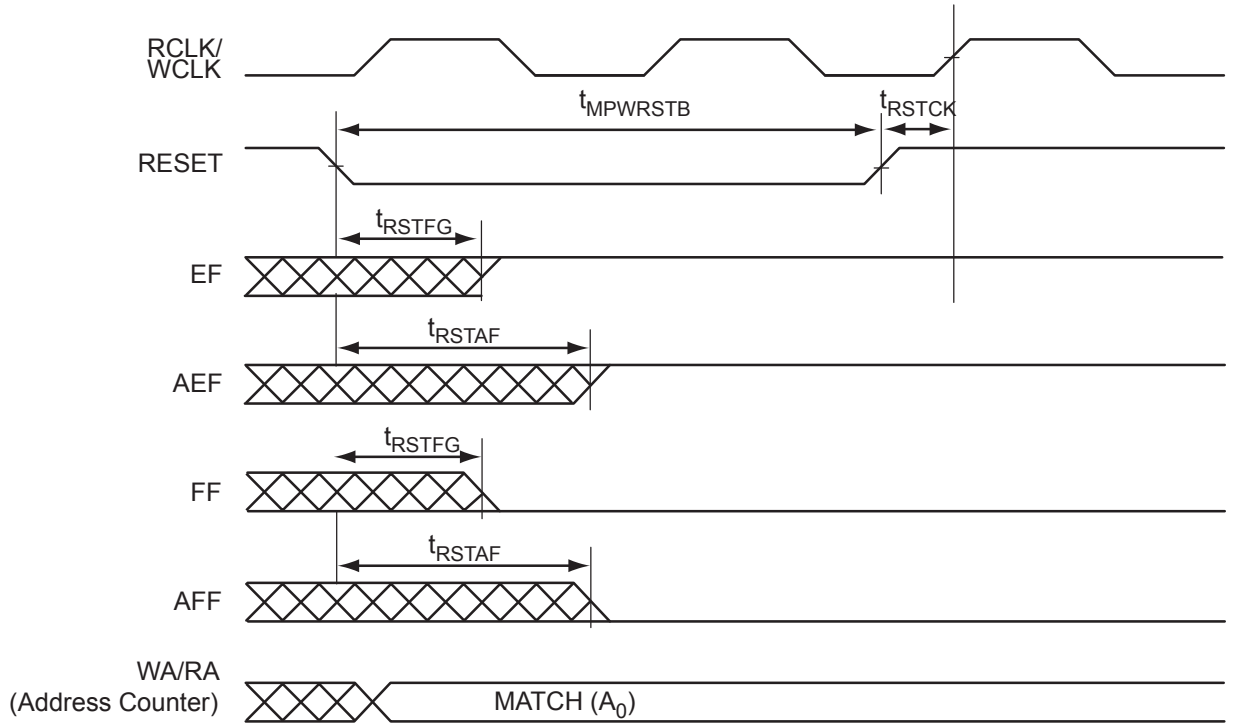 RCLK/
WCLK
tMPWRSTB
tRSTCK
RESET
tRSTFG
EF
tRSTAF
AEF
tRSTFG
FF
tRSTAF
AFF
WA/RA
(Address Counter)
MATCH (A0)